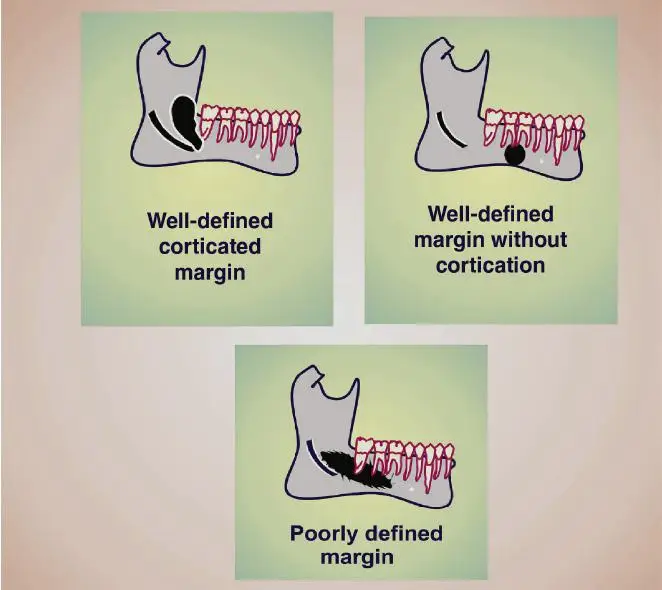 Well-defined
corticated
margin
Well-defined
margin without
cortication
Poorly defined
margin